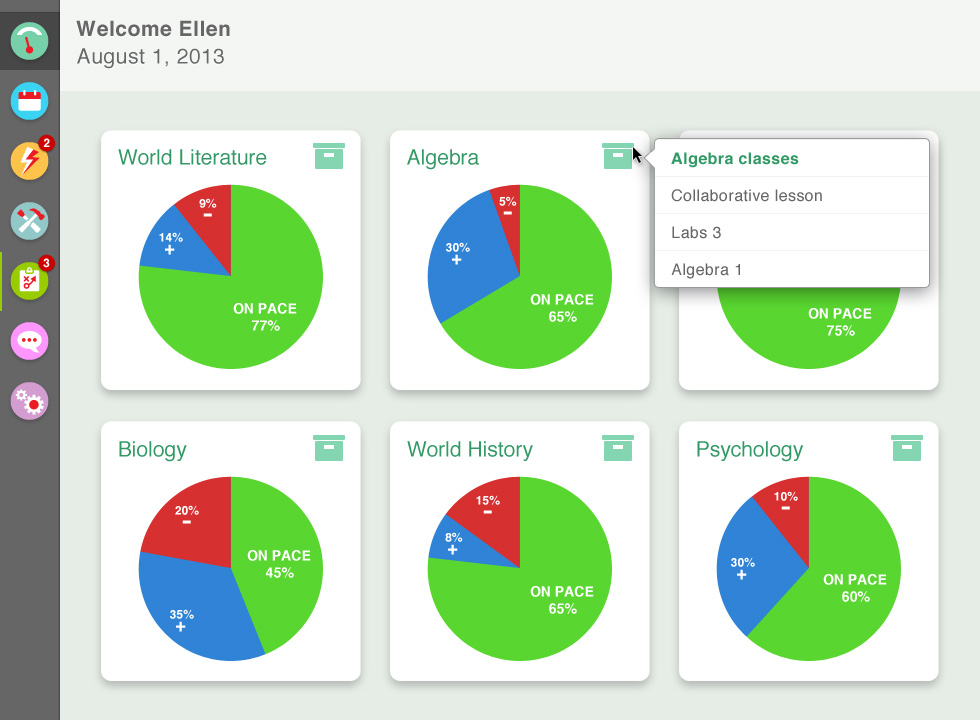 Welcome Ellen
August 1, 2013
2
3
World Literature
9%
-
14%
+
ON PACE
77%
Algebra
5%
-
30%
+
ON PACE
65%
Algebra classes
Collaborative lesson
Labs 3
Algebra 1
ON PACE
75%
Biology
20%
-
ON PACE
45%
35%
+
World History
15%
-
8%
+
ON PACE
65%
Psychology
10%
-
30%
+
ON PACE
60%